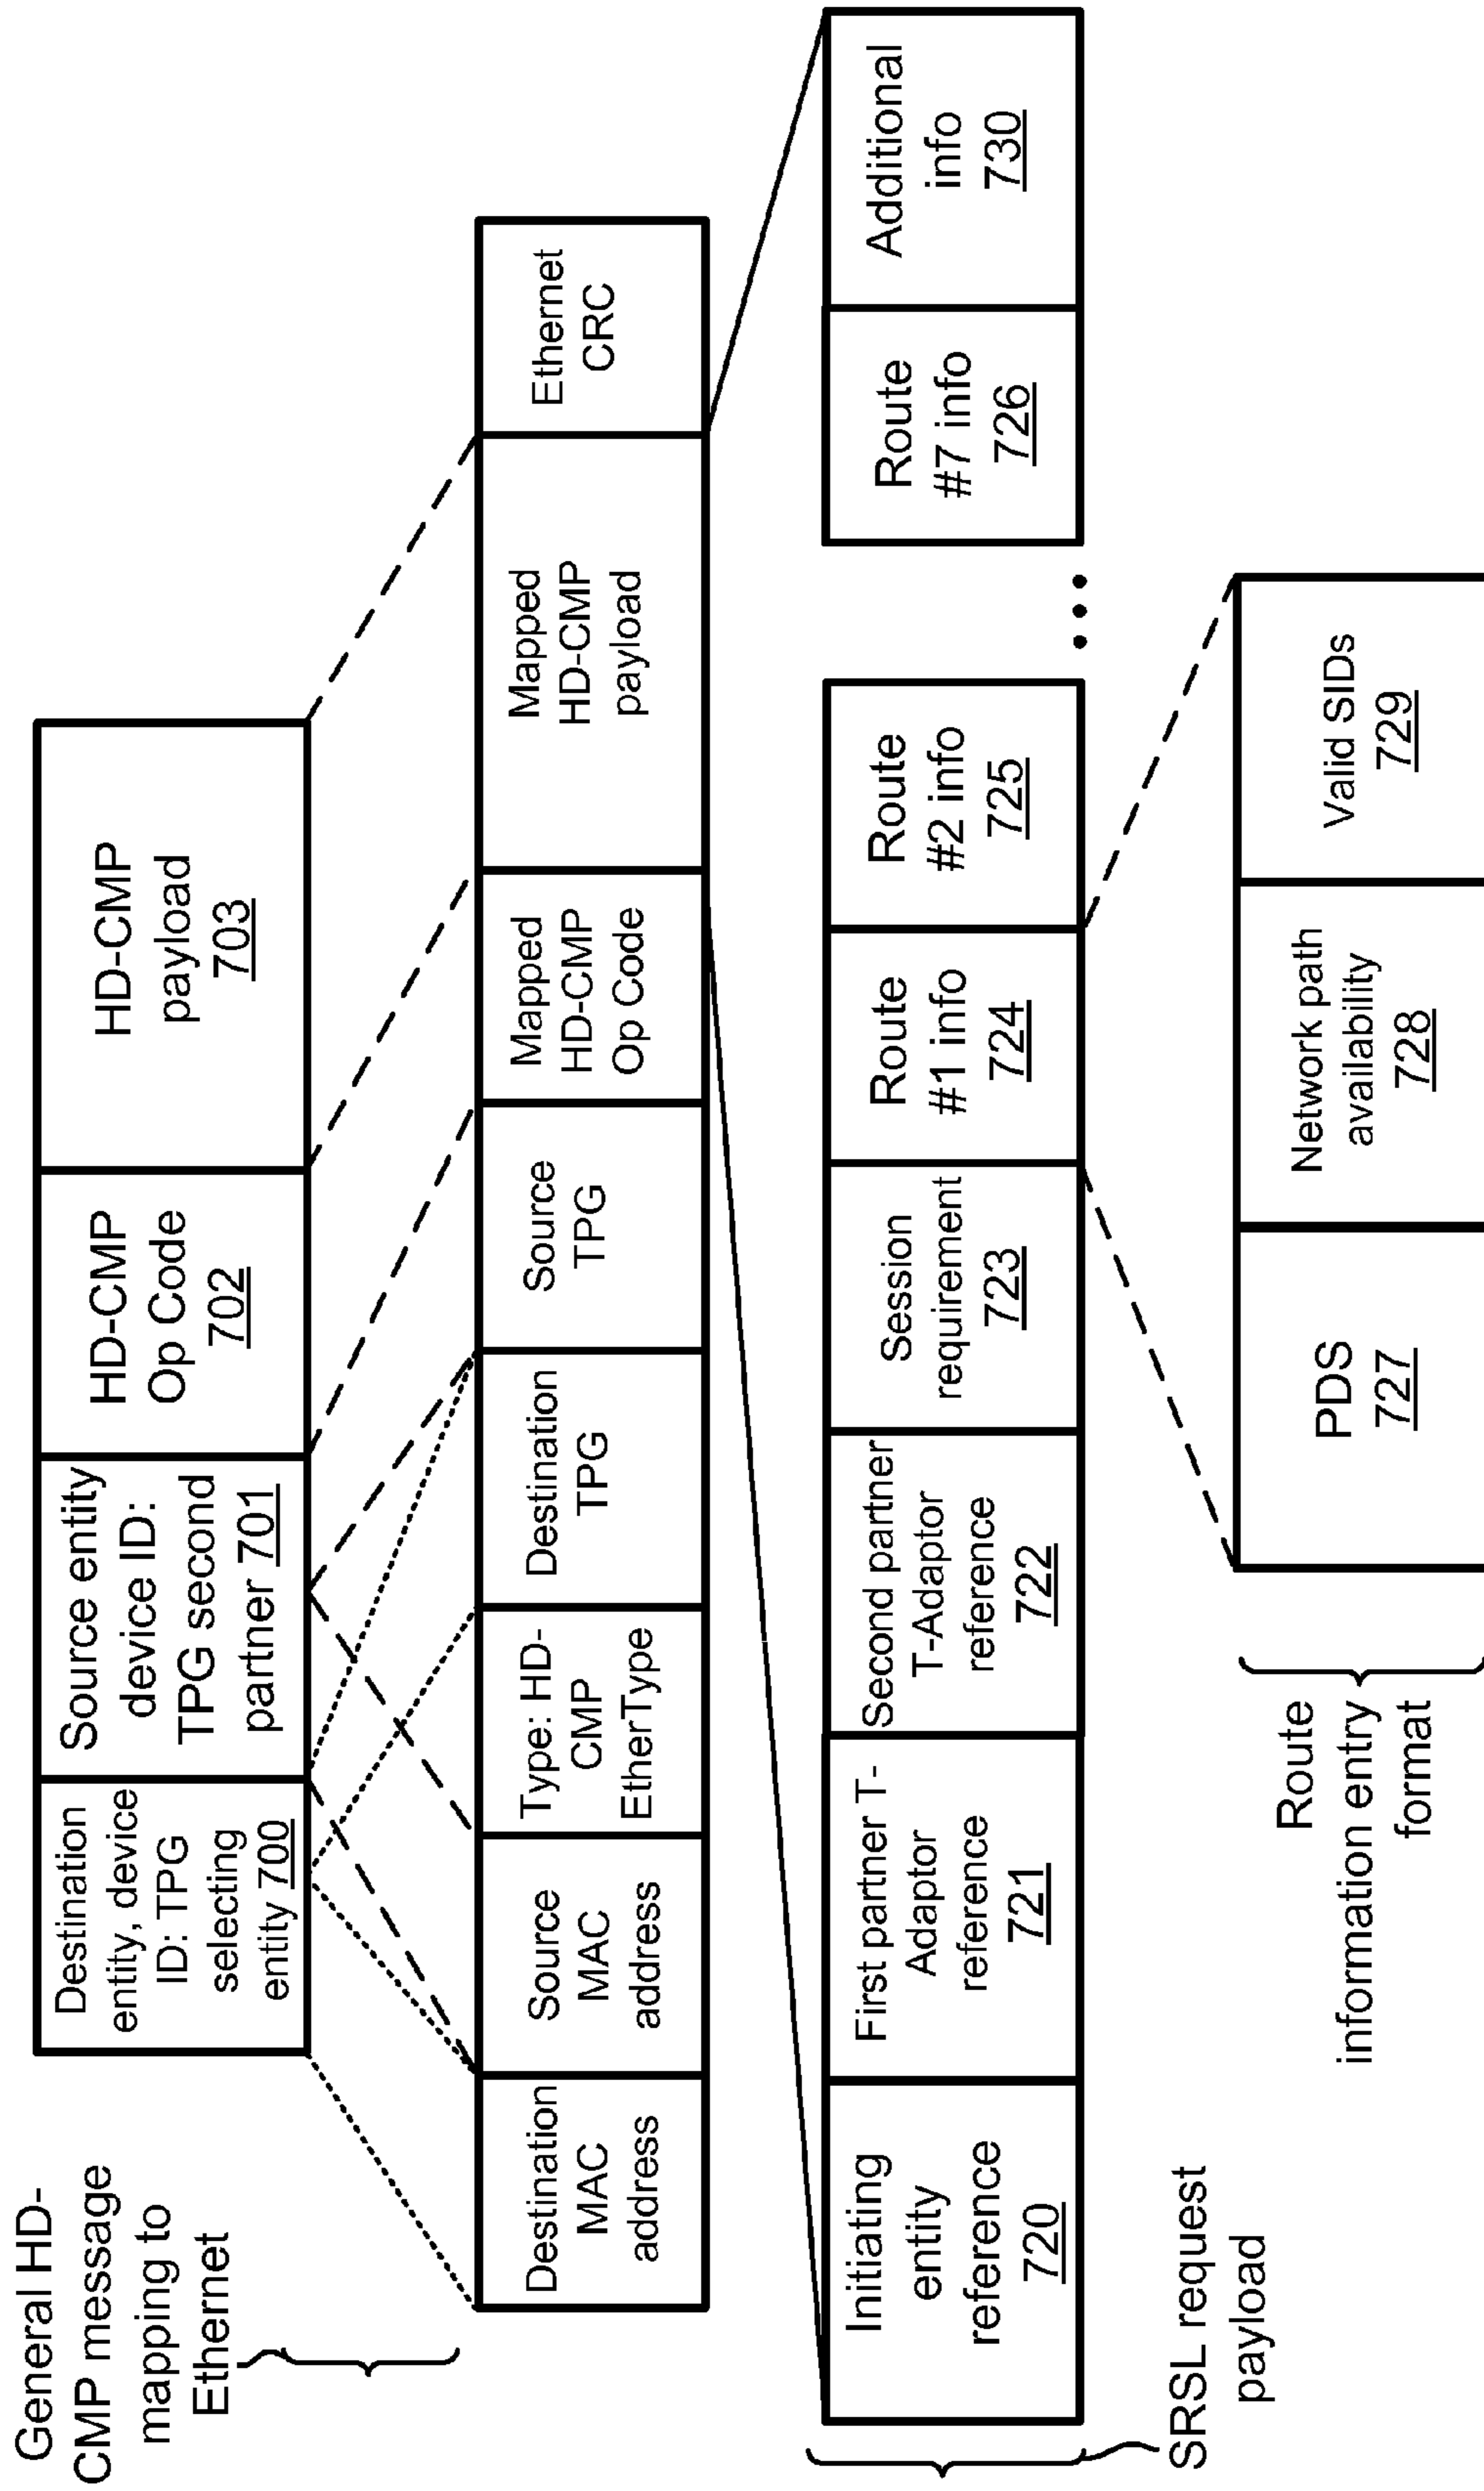 General HD-
CMP message
mapping to
Ethernet
Destination
entity, device
ID: TPG
selecting
entity 700
Source entity
device ID:
TPG second
partner 701
HD-CMP
Op Code
702
HD-CMP
payload
703
Destination
MAC
address
Source
MAC
address
Type: HD-
CMP
EtherType
Destination
TPG
Source
TPG
Mapped
HD-CMP
Op Code
Mapped
HD-CMP
payload
Ethernet
CRC
Initiating
entity
reference
720
First partner T-
Adaptor
reference
721
Second partner
T-Adaptor
reference
722
Session
requirement
723
Route
#1 info
724
Route
#2 info
725
•••
Route
#7 info
726
Additional
info
730
SRSL request
payload
Route
information entry
format
PDS
727
Network path
availability
728
Valid SIDs
729